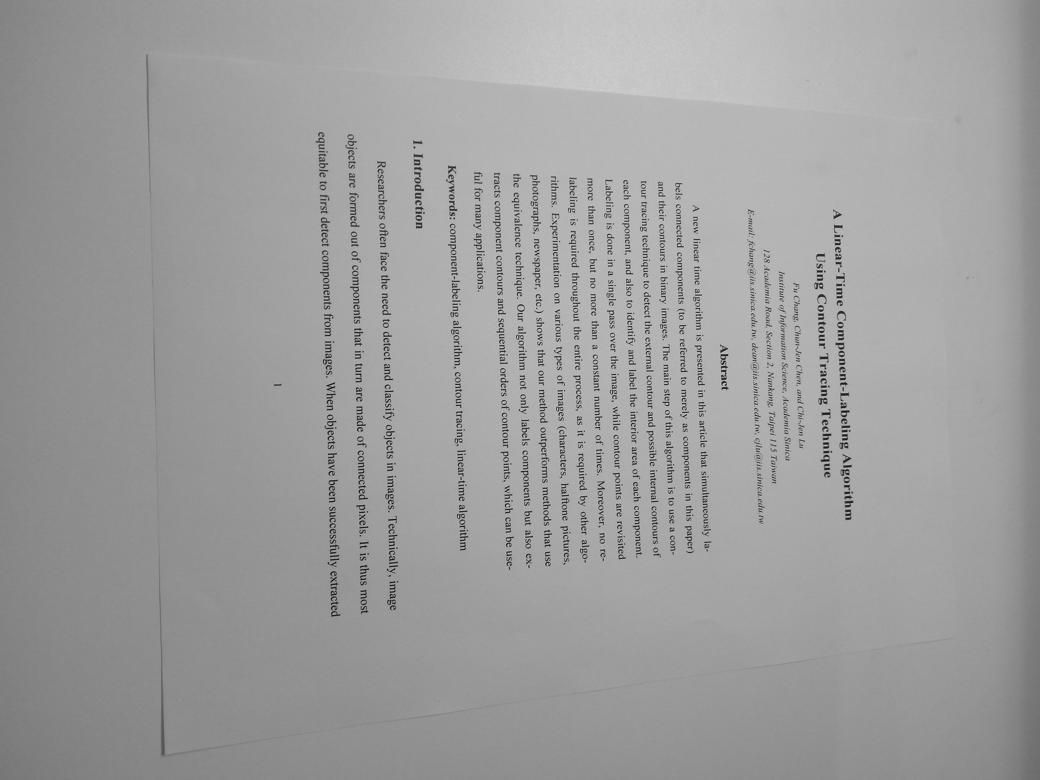 A Linear-Time Component-Labeling Algorithm
Using Contour Tracing Technique
Fu Chang, Chun-Jen Chen, and Chi-Jen Lu
Institute of Information Science, Academia Sinica
128 Academia Road, Section 2, Nankang, Taipei 115 Taiwan
E-mail: fchang@iis.sinica.edu.tw, dean@iis.sinica.edu.tw, cjlu@iis.sinica.edu.tw
Abstract
A new linear time algorithm is presented in this article that simultaneously la-
bels connected components (to be referred to merely as components in this paper)
and their contours in binary images. The main step of this algorithm is to use a con-
tour tracing technique to detect the external contour and possible internal contours of
each component, and also to identify and label the interior area of each component.
Labeling is done in a single pass over the image, while contour points are revisited
more than once, but no more than a constant number of times. Moreover, no re-
labeling is required throughout the entire process, as it is required by other algo-
rithms. Experimentation on various types of images (characters, halftone pictures,
photographs, newspaper, etc.) shows that our method outperforms methods that use
the equivalence technique. Our algorithm not only labels components but also ex-
tracts component contours and sequential orders of contour points, which can be use-
ful for many applications.
Keywords: component-labeling algorithm, contour tracing, linear-time algorithm
1. Introduction
Researchers often face the need to detect and classify objects in images. Technically, image
objects are formed out of components that in turn are made of connected pixels. It is thus most
equitable to first detect components from images. When objects have been successfully extracted
1